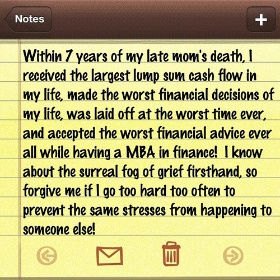 Notes
+
Within 7 years of my late mom's death, I
received the largest lump sum cash flow in
my life, made the worst financial decisions of
my life, was laid off at the worst time ever,
and accepted the worst financial advice ever
all while having a MBA in finance! I know
about the surreal fog of grief firsthand, so
forgive me if I go too hard too often to
prevent the same stresses from happening to
someone else!